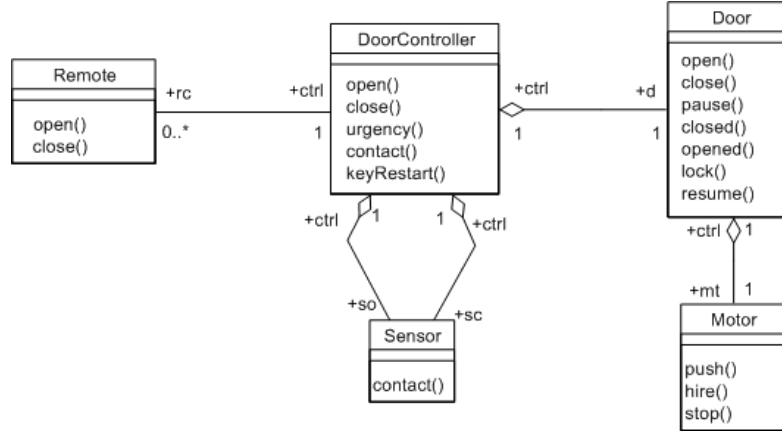 Remote
open()
close()
+rc
0..*
+ctrl
1
DoorController
open()
close()
urgency()
contact()
keyRestart()
+ctrl
1
+d
1
Door
open()
close()
pause()
closed()
opened()
lock()
resume()
+ctrl
1
1
+ctrl
+so
+sc
Sensor
contact()
+ctrl
1
+mt
1
Motor
push()
hire()
stop()